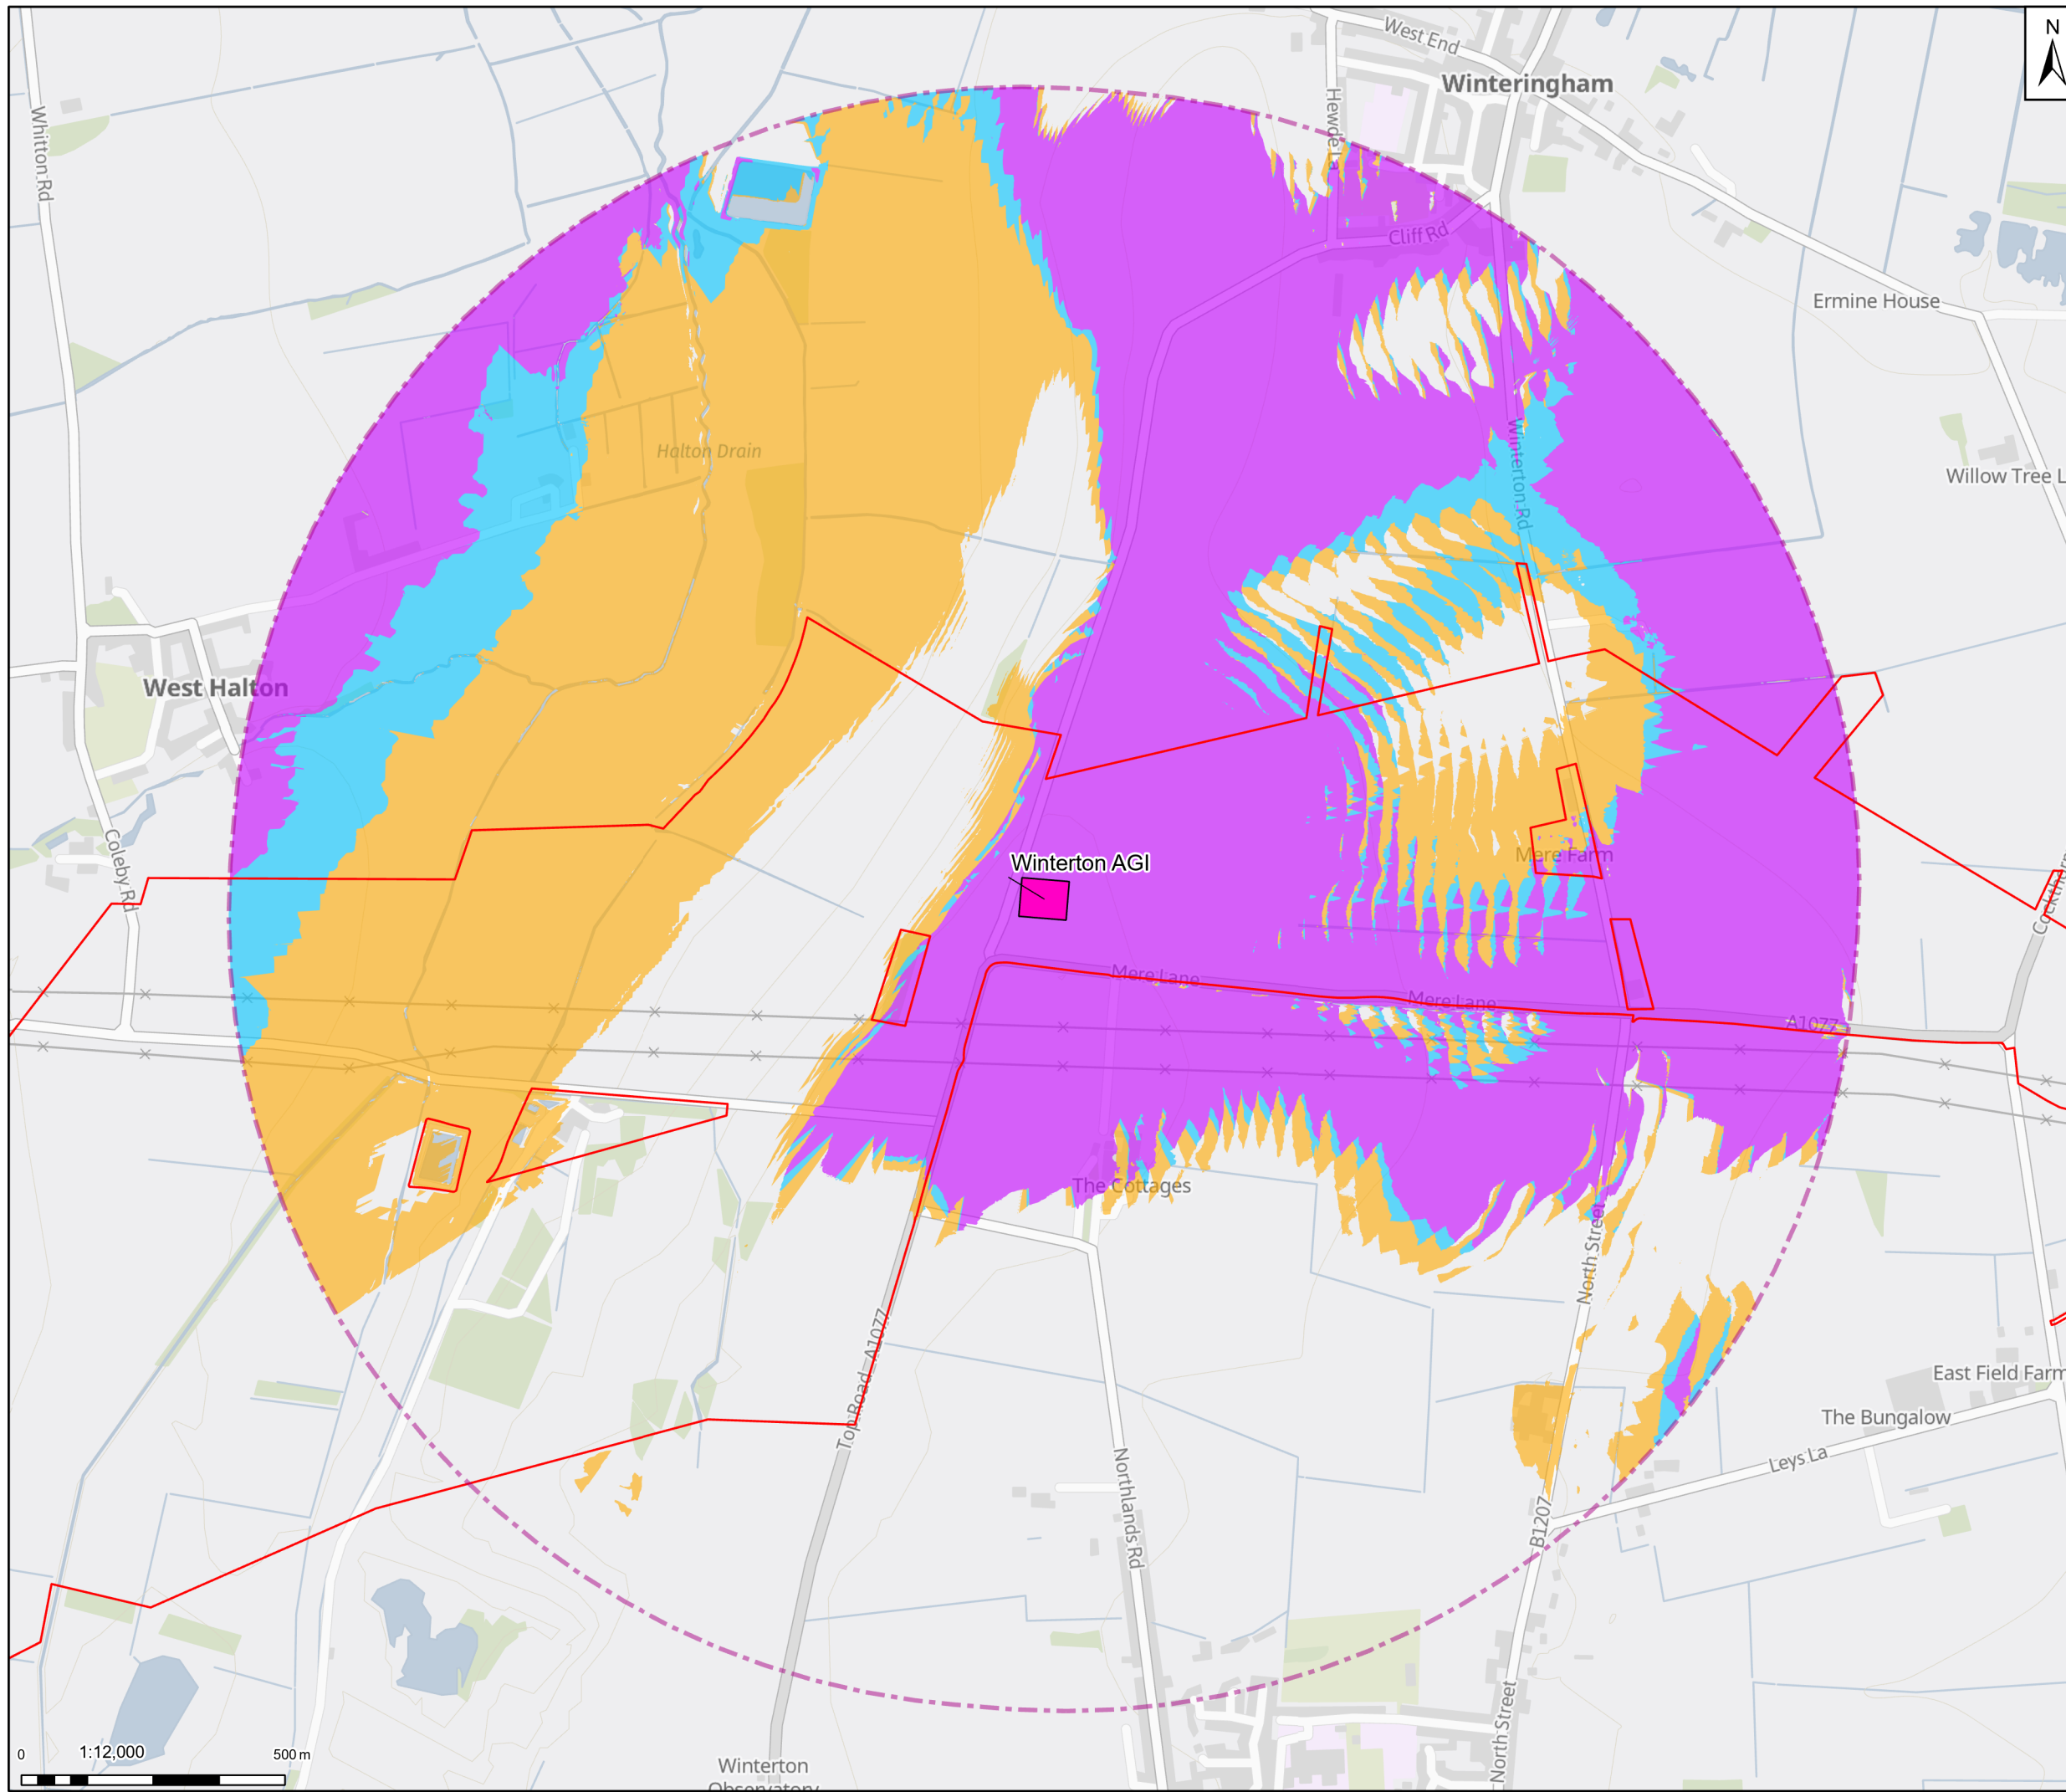 West End
N
Winteringham
Whitton Rd
Hewde La
Cliff Rd
Ermine House
Halton Drain
Winterton Rd
Willow Tree L
West Halton
Coleby Rd
Winterton AGI
Mere Farm
Mere Lane
Mere Lane
A1077
The Cottages
North Street
Top Road A1077
East Field Farm
The Bungalow
Leys La
Northlands Rd
B1207
North Street
0
1:12,000
500 m
Winterton
Observatory